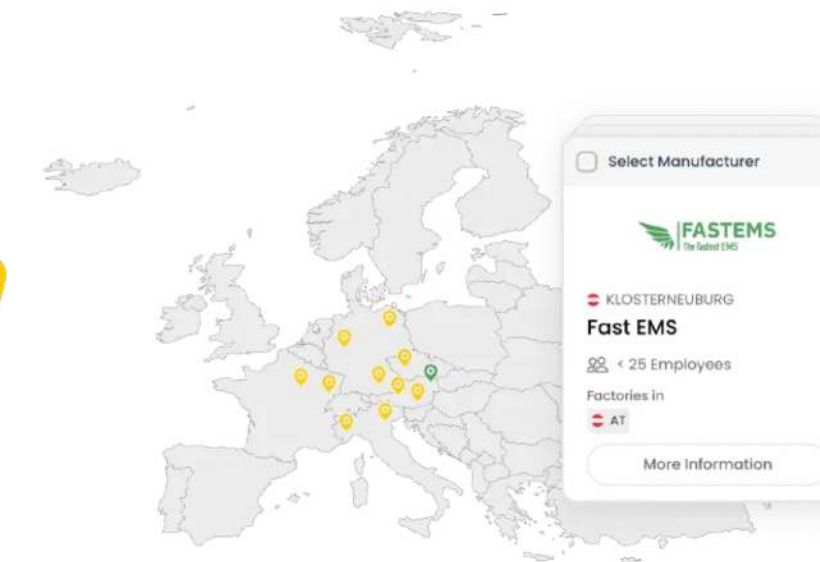 Select Manufacturer
FASTEMS
The fastest EMS
KLOSTERNEUBURG
Fast EMS
< 25 Employees
Factories in
AT
More Information